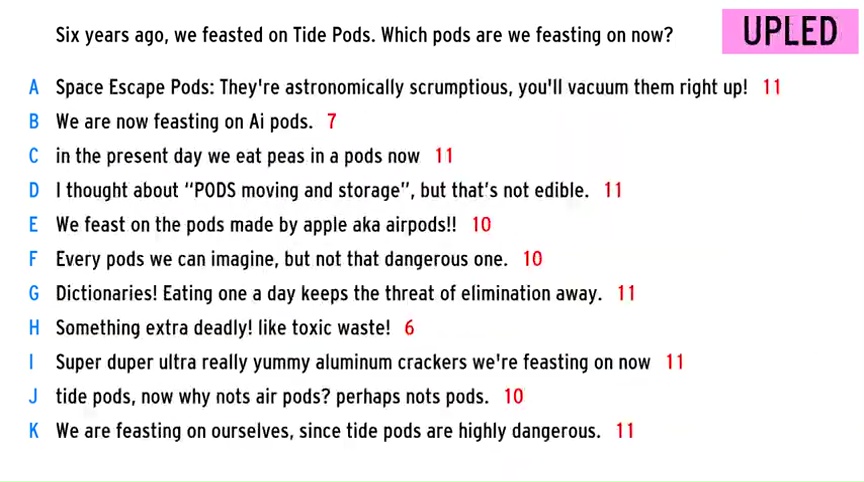 Six years ago, we feasted on Tide Pods. Which pods are we feasting on now?
UPLED
A Space Escape Pods: They're astronomically scrumptious, you'll vacuum them right up! 11
B We are now feasting on Ai pods. 7
C in the present day we eat peas in a pods now 11
D I thought about “PODS moving and storage”, but that’s not edible. 11
E We feast on the pods made by apple aka airpods!! 10
F Every pods we can imagine, but not that dangerous one. 10
G Dictionaries! Eating one a day keeps the threat of elimination away. 11
H Something extra deadly! like toxic waste! 6
I Super duper ultra really yummy aluminum crackers we're feasting on now 11
J tide pods, now why nots air pods? perhaps nots pods. 10
K We are feasting on ourselves, since tide pods are highly dangerous. 11